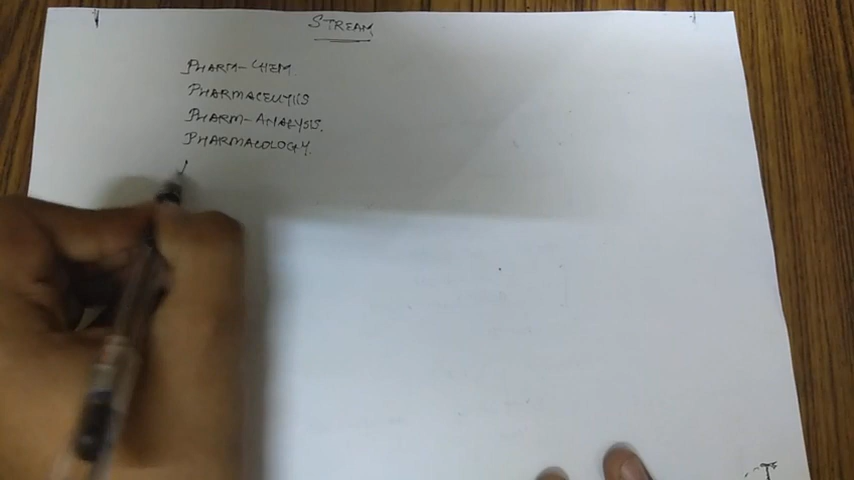 STREAM
PHARM-CHEM.
PHARMACEUTICS
PHARM-ANALYSIS.
PHARMACOLOGY.